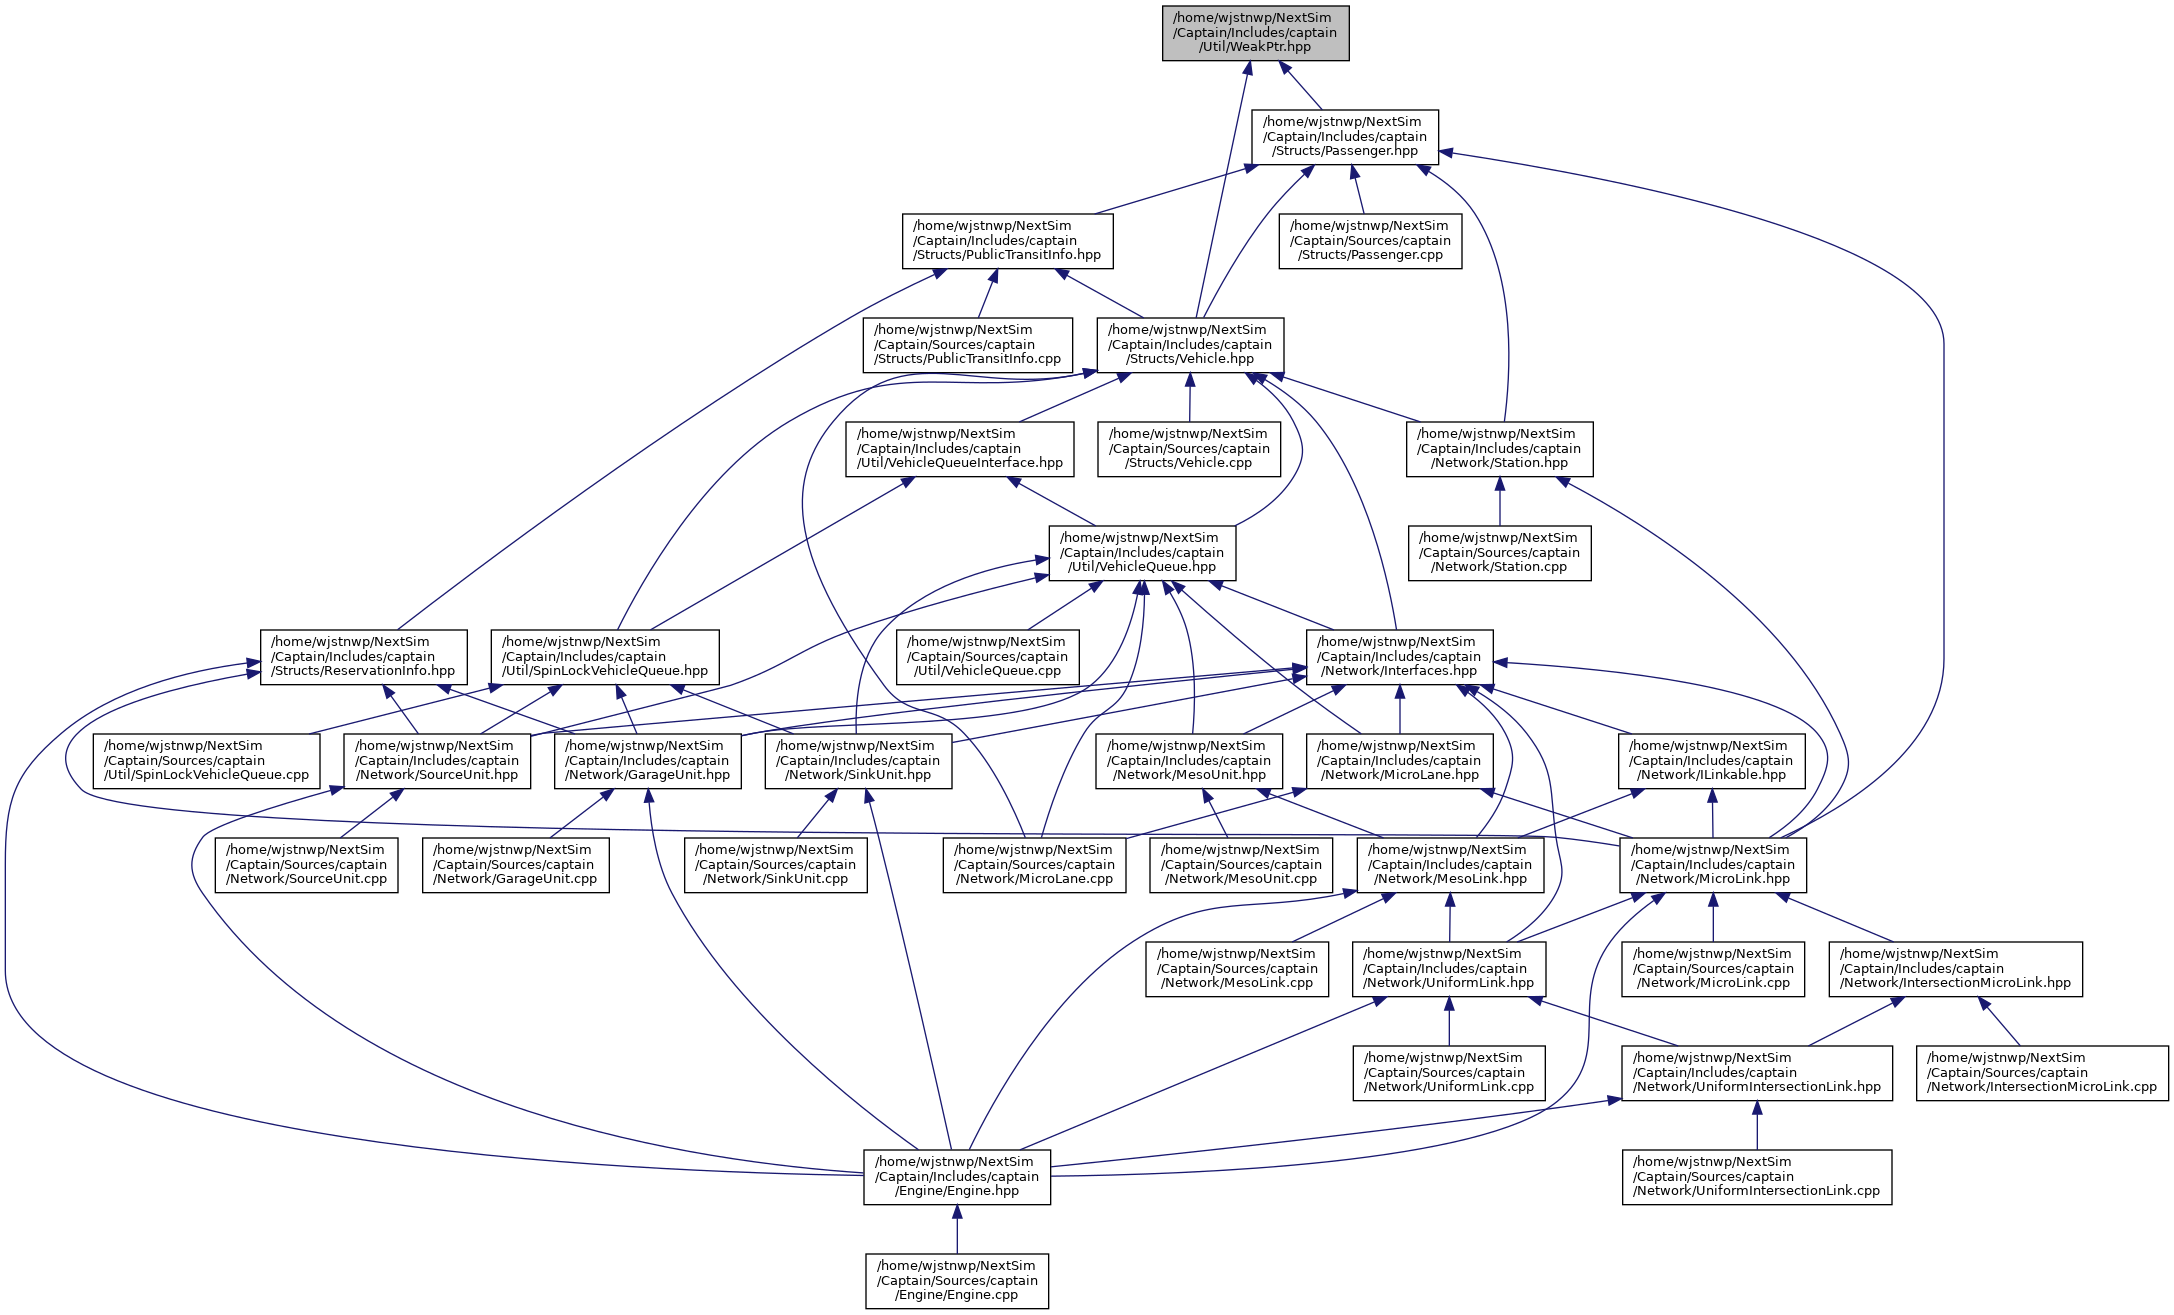 /home/wjstnwp/NextSim
/Captain/Includes/captain
/Util/WeakPtr.hpp
/home/wjstnwp/NextSim
/Captain/Includes/captain
/Structs/Passenger.hpp
/home/wjstnwp/NextSim
/Captain/Includes/captain
/Structs/PublicTransitInfo.hpp
/home/wjstnwp/NextSim
/Captain/Sources/captain
/Structs/Passenger.cpp
/home/wjstnwp/NextSim
/Captain/Sources/captain
/Structs/PublicTransitInfo.cpp
/home/wjstnwp/NextSim
/Captain/Includes/captain
/Structs/Vehicle.hpp
/home/wjstnwp/NextSim
/Captain/Includes/captain
/Util/VehicleQueueInterface.hpp
/home/wjstnwp/NextSim
/Captain/Sources/captain
/Structs/Vehicle.cpp
/home/wjstnwp/NextSim
/Captain/Includes/captain
/Network/Station.hpp
/home/wjstnwp/NextSim
/Captain/Includes/captain
/Util/VehicleQueue.hpp
/home/wjstnwp/NextSim
/Captain/Sources/captain
/Network/Station.cpp
/home/wjstnwp/NextSim
/Captain/Includes/captain
/Structs/ReservationInfo.hpp
/home/wjstnwp/NextSim
/Captain/Includes/captain
/Util/SpinLockVehicleQueue.hpp
/home/wjstnwp/NextSim
/Captain/Sources/captain
/Util/VehicleQueue.cpp
/home/wjstnwp/NextSim
/Captain/Includes/captain
/Network/Interfaces.hpp
/home/wjstnwp/NextSim
/Captain/Sources/captain
/Util/SpinLockVehicleQueue.cpp
/home/wjstnwp/NextSim
/Captain/Includes/captain
/Network/SourceUnit.hpp
/home/wjstnwp/NextSim
/Captain/Includes/captain
/Network/GarageUnit.hpp
/home/wjstnwp/NextSim
/Captain/Includes/captain
/Network/SinkUnit.hpp
/home/wjstnwp/NextSim
/Captain/Includes/captain
/Network/MesoUnit.hpp
/home/wjstnwp/NextSim
/Captain/Includes/captain
/Network/MicroLane.hpp
/home/wjstnwp/NextSim
/Captain/Includes/captain
/Network/ILinkable.hpp
/home/wjstnwp/NextSim
/Captain/Sources/captain
/Network/SourceUnit.cpp
/home/wjstnwp/NextSim
/Captain/Sources/captain
/Network/GarageUnit.cpp
/home/wjstnwp/NextSim
/Captain/Sources/captain
/Network/SinkUnit.cpp
/home/wjstnwp/NextSim
/Captain/Sources/captain
/Network/MicroLane.cpp
/home/wjstnwp/NextSim
/Captain/Sources/captain
/Network/MesoUnit.cpp
/home/wjstnwp/NextSim
/Captain/Includes/captain
/Network/MesoLink.hpp
/home/wjstnwp/NextSim
/Captain/Includes/captain
/Network/MicroLink.hpp
/home/wjstnwp/NextSim
/Captain/Sources/captain
/Network/MesoLink.cpp
/home/wjstnwp/NextSim
/Captain/Includes/captain
/Network/UniformLink.hpp
/home/wjstnwp/NextSim
/Captain/Sources/captain
/Network/MicroLink.cpp
/home/wjstnwp/NextSim
/Captain/Includes/captain
/Network/IntersectionMicroLink.hpp
/home/wjstnwp/NextSim
/Captain/Sources/captain
/Network/UniformLink.cpp
/home/wjstnwp/NextSim
/Captain/Includes/captain
/Network/UniformIntersectionLink.hpp
/home/wjstnwp/NextSim
/Captain/Sources/captain
/Network/IntersectionMicroLink.cpp
/home/wjstnwp/NextSim
/Captain/Includes/captain
/Engine/Engine.hpp
/home/wjstnwp/NextSim
/Captain/Sources/captain
/Network/UniformIntersectionLink.cpp
/home/wjstnwp/NextSim
/Captain/Sources/captain
/Engine/Engine.cpp